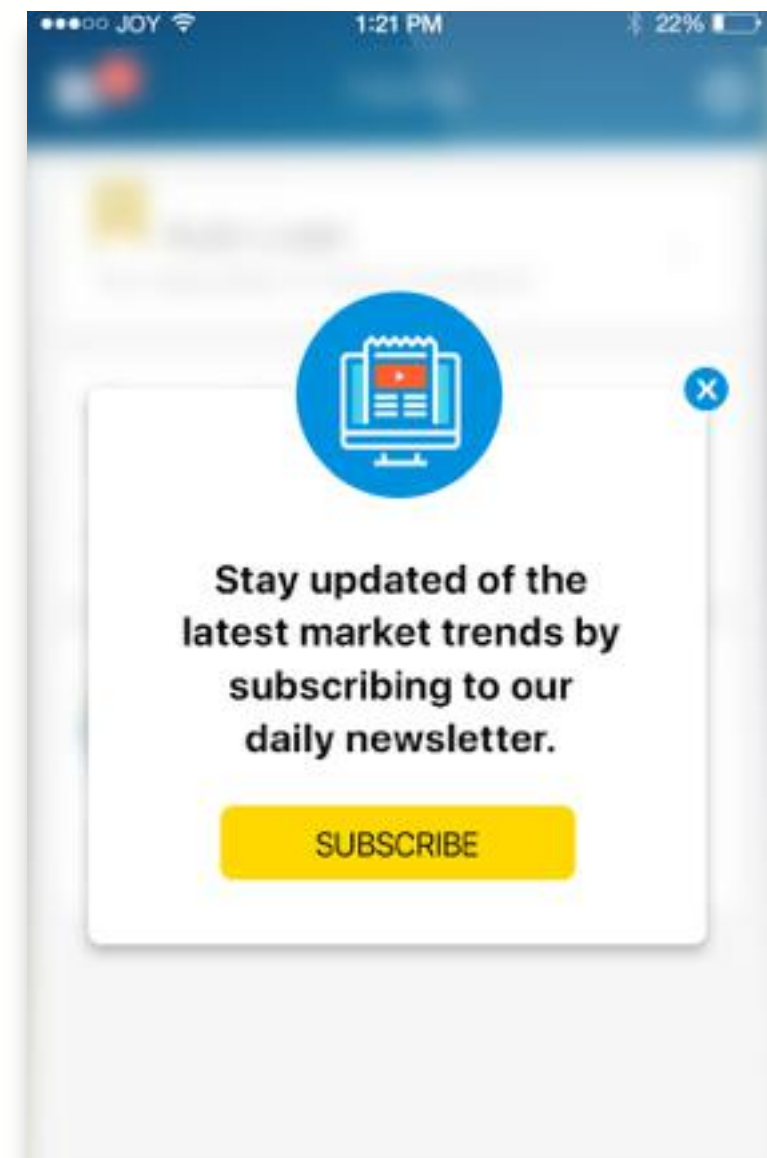 JOY 1:21 PM 22%
Stay updated of the
latest market trends by
subscribing to our
daily newsletter.
SUBSCRIBE